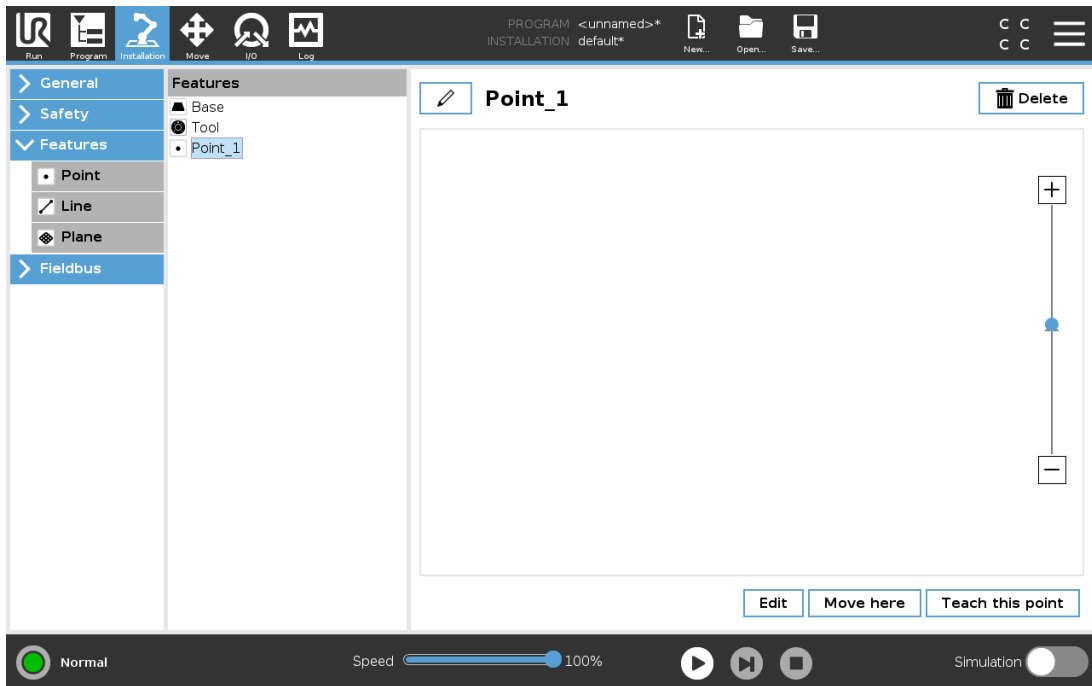 PROGRAM <unnamed>*
INSTALLATION default*
Run Program Installation Move I/O Log New... Open... Save...
C C
C C
General
Safety
Features
Point
Line
Plane
Fieldbus
Features
Base
Tool
Point_1
Point_1
Delete
Edit Move here Teach this point
Normal Speed 100% Simulation